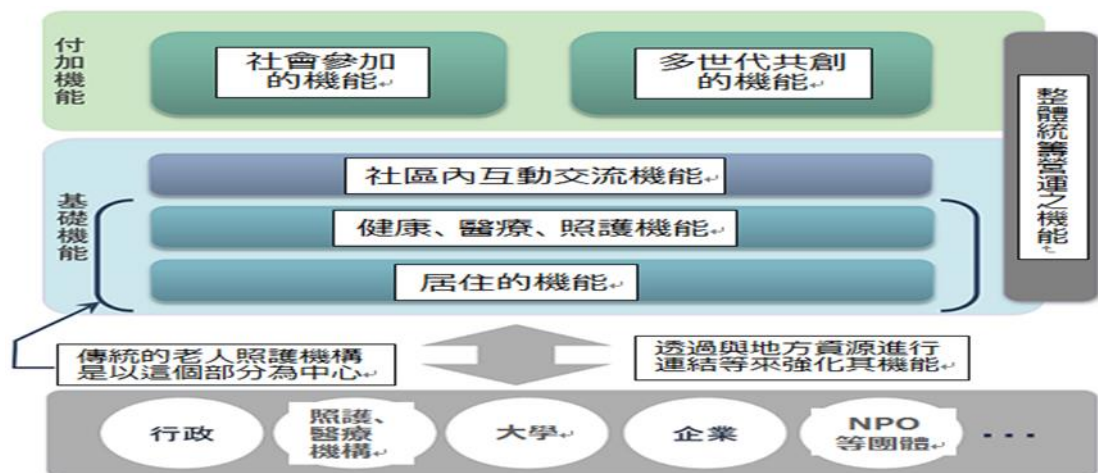 付加機能
社會參加
的機能
多世代共創
的機能
整體統籌營運之機能
基礎機能
社區內互動交流機能
健康、醫療、照護機能
居住的機能
傳統的老人照護機構
是以這個部分為中心
透過與地方資源進行
連結等來強化其機能
行政
照護、
醫療
機構
大學
企業
NPO
等團體
...